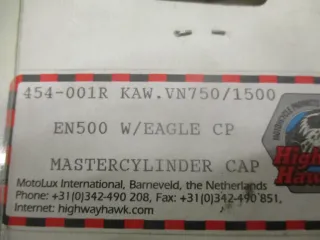 454-001R KAW.VN750/1500
EN500 W/EAGLE CP
MASTERCYLINDER CAP
MotoLux International, Barneveld, the Netherlands
Phone: +31(0)342-490 208, Fax: +31(0)342-490 851,
Internet: highwayhawk.com
Highway
Hawk